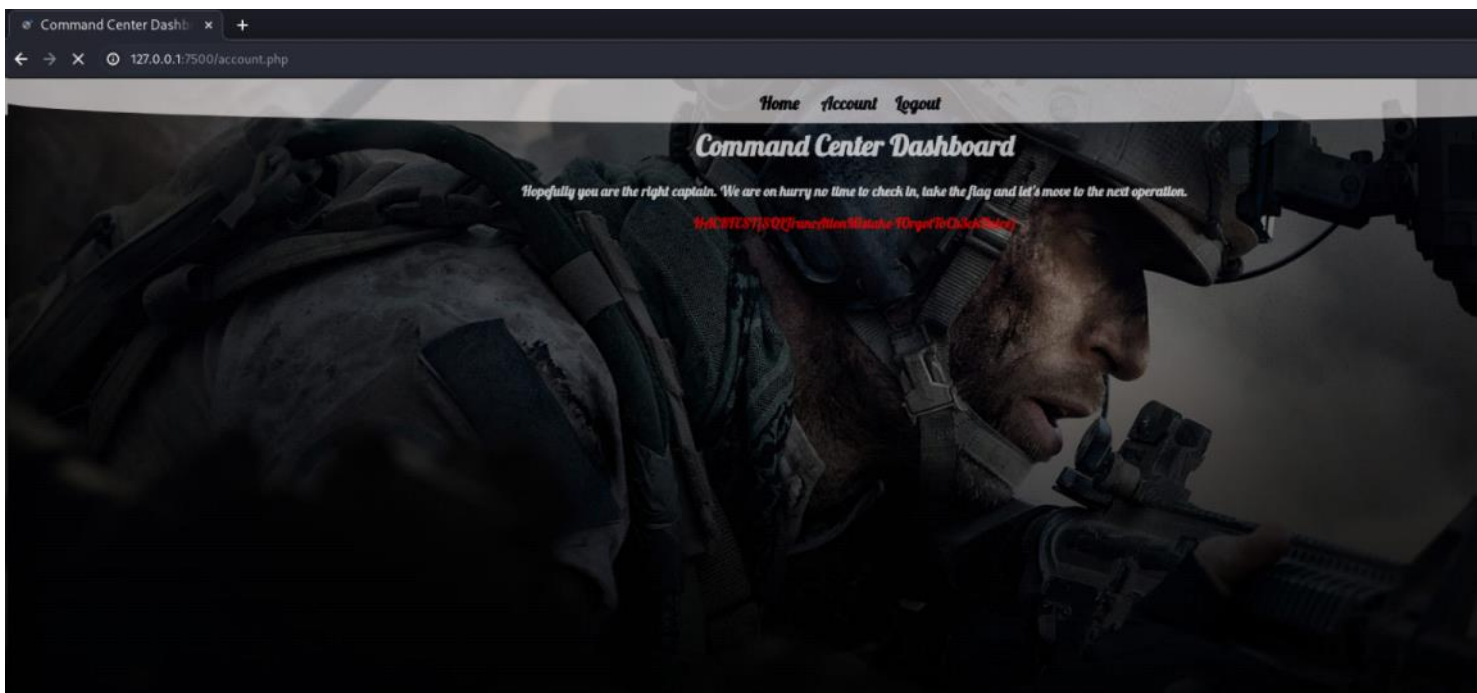 Command Center Dashb
127.0.0.1:7500/account.php
Home Account Logout
Command Center Dashboard
Hopefully you are the right captain. We are on hurry no time to check in, take the flag and let's move to the next operation.